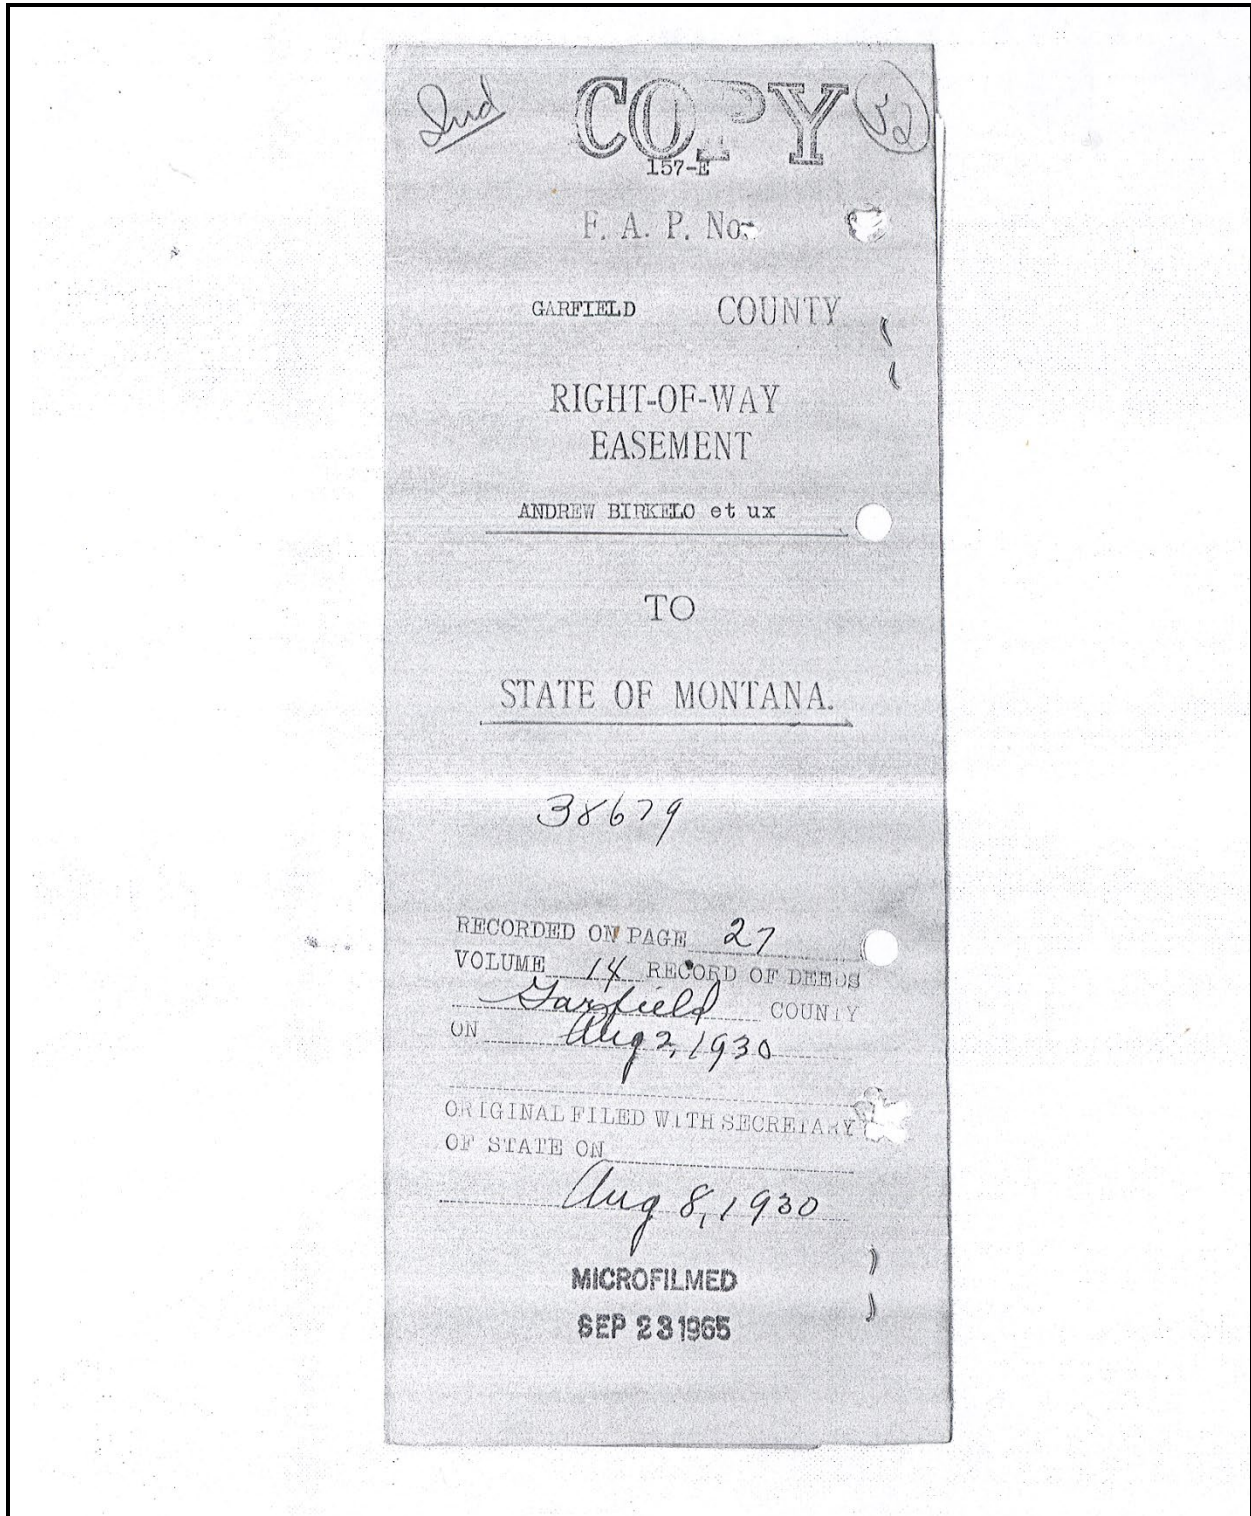 2nd COPY 52
157-E
F. A. P. No.
GARFIELD COUNTY
RIGHT-OF-WAY
EASEMENT
ANDREW BIRKELO et ux
TO
STATE OF MONTANA.
38679
RECORDED ON PAGE 27
VOLUME 14 RECORD OF DEEDS
Garfield COUNTY
ON Aug 2, 1930
ORIGINAL FILED WITH SECRETARY
OF STATE ON
Aug 8, 1930
MICROFILMED
SEP 23 1965